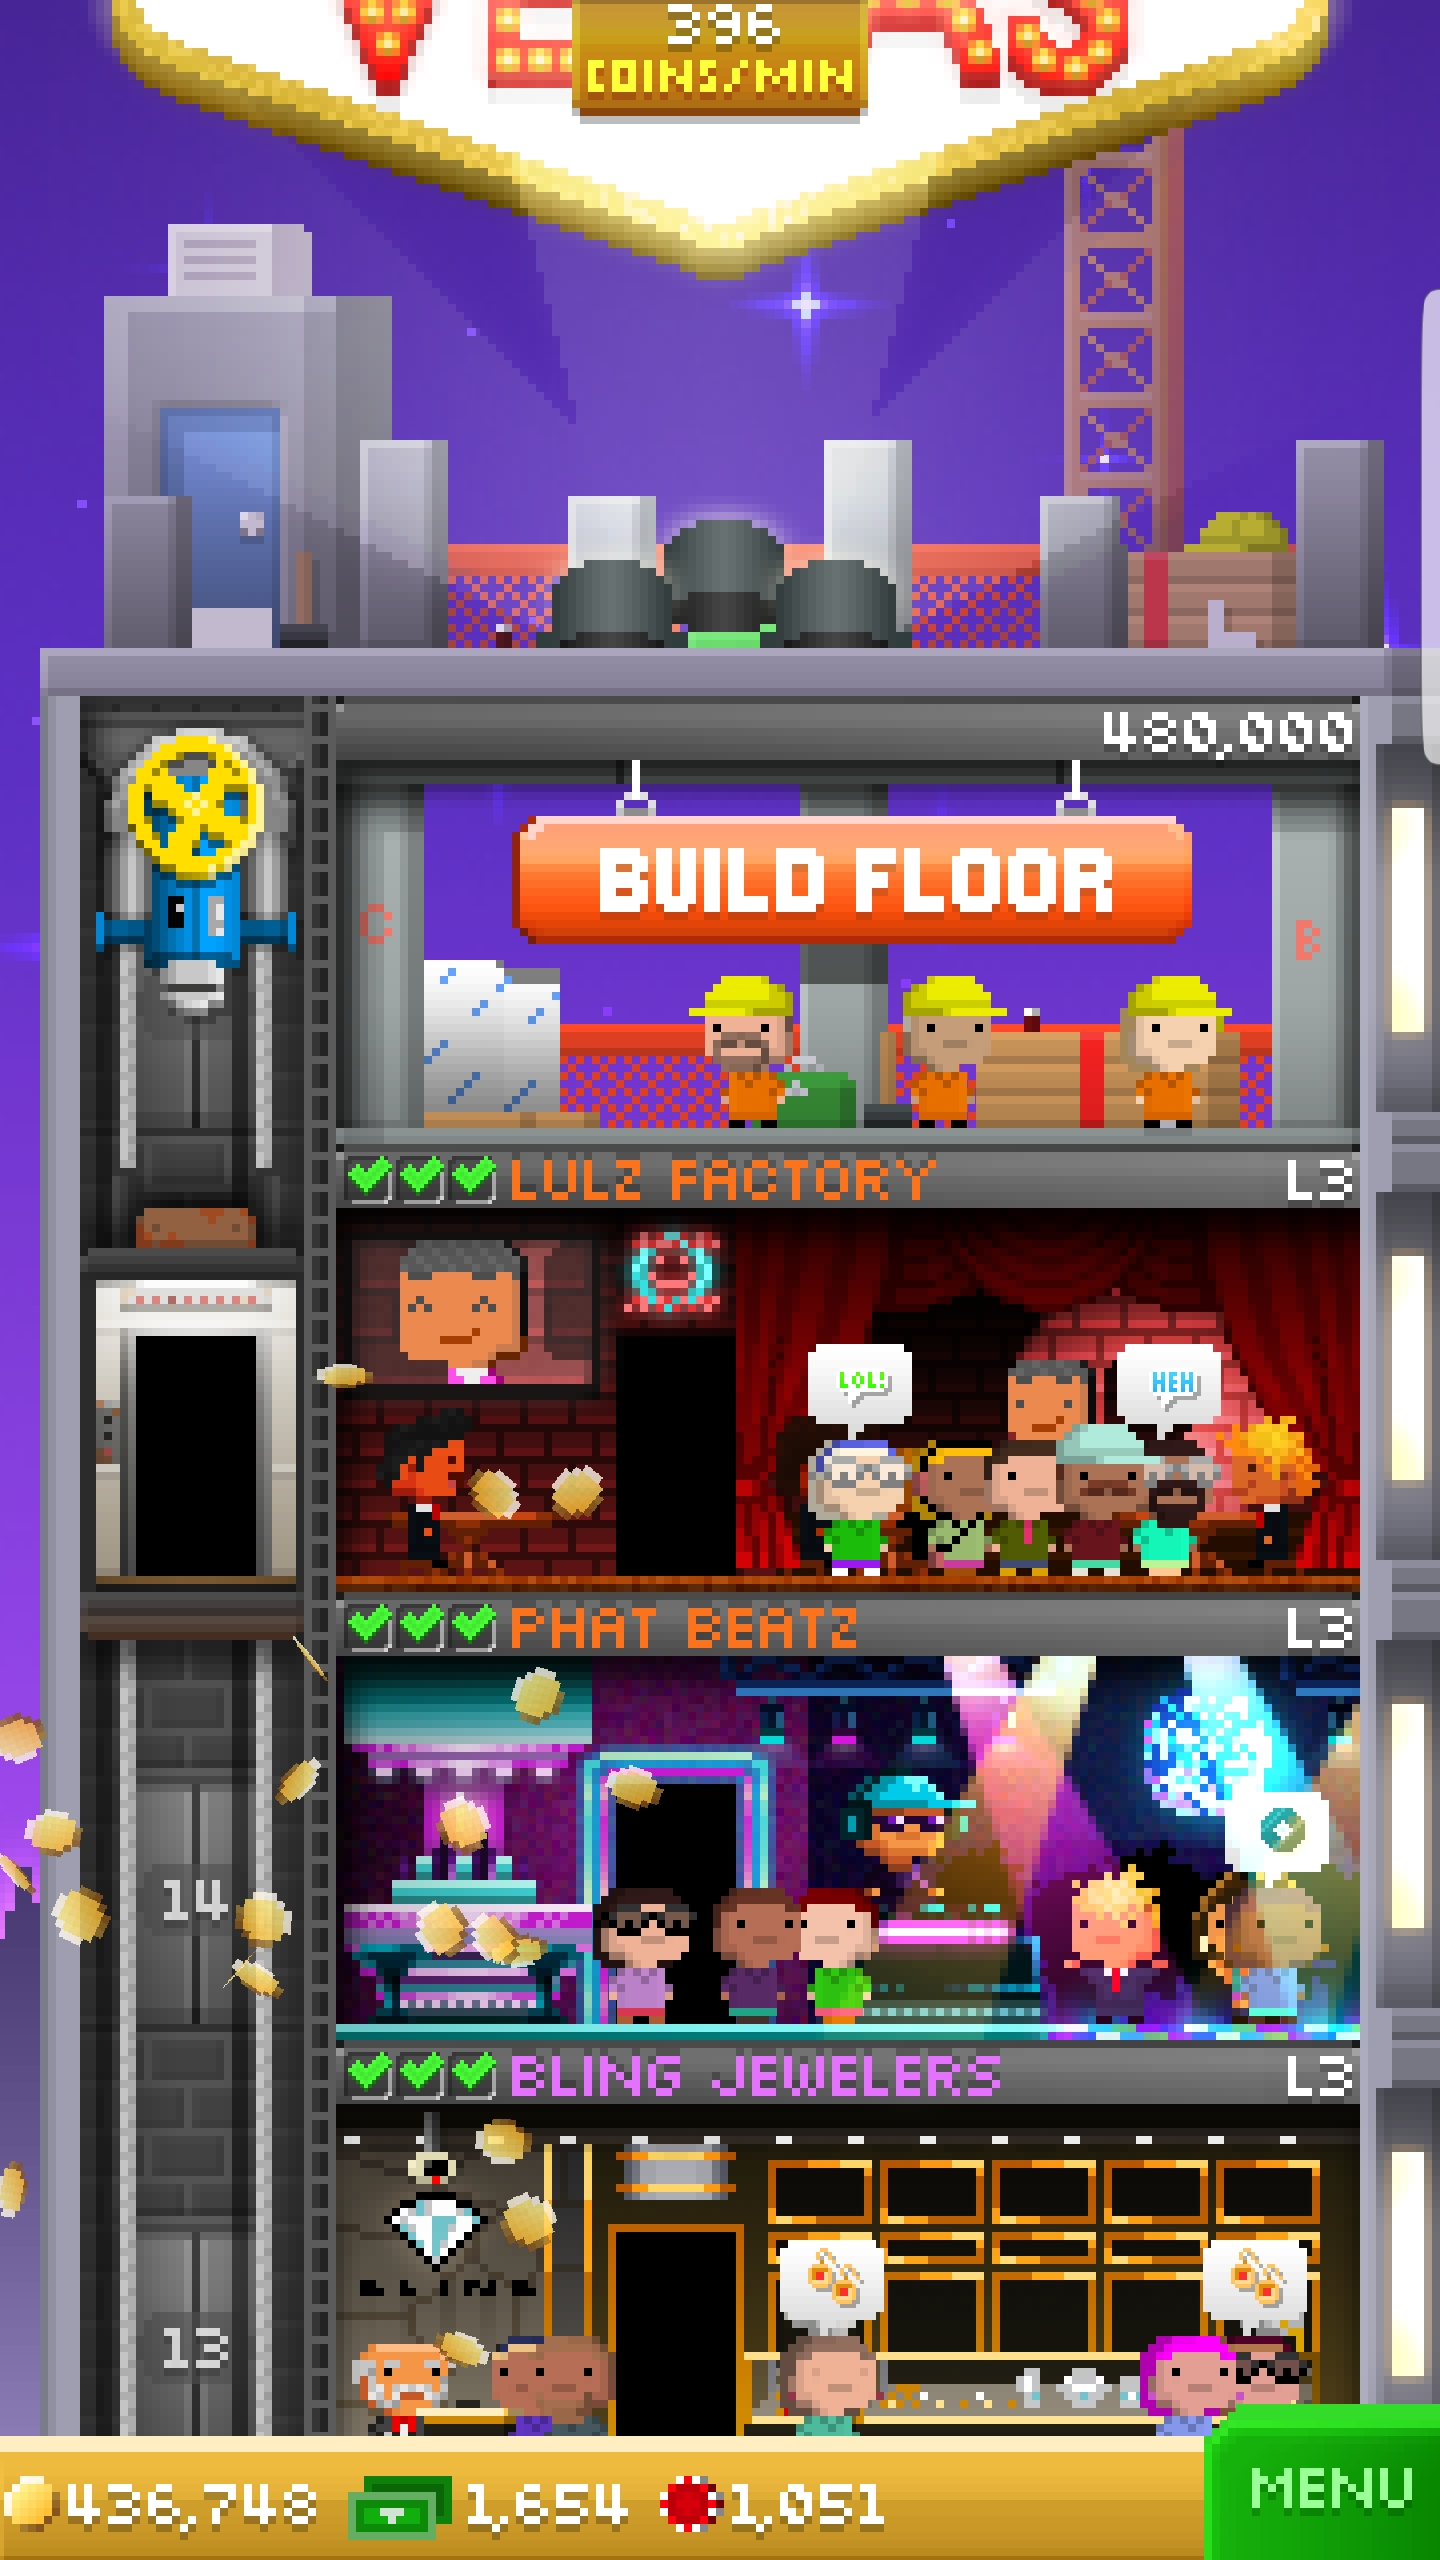 VEGAS
396
COINS/MIN
480,000
BUILD FLOOR
C
B
LULZ FACTORY L3
LOL!
HEH
PHAT BEATZ L3
14
BLING JEWELERS L3
BLING
13
436,748 1,654 1,051
MENU